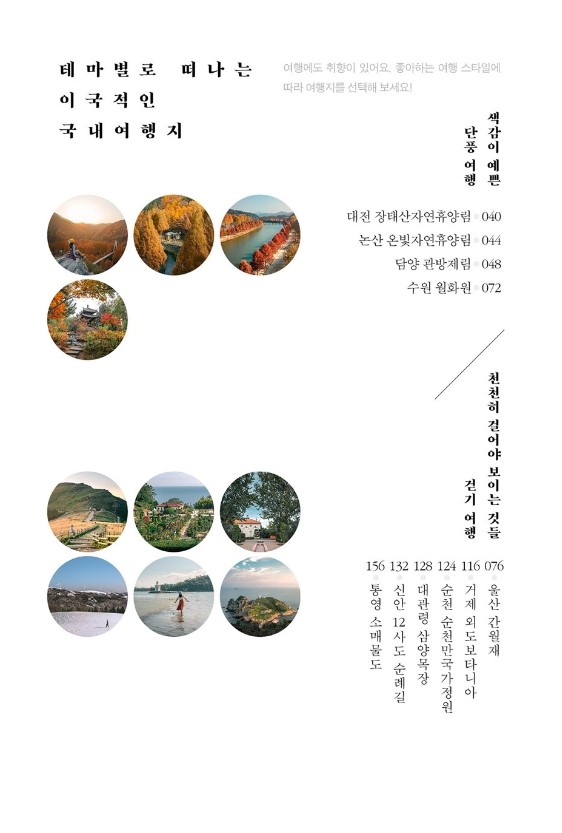 테마별로 떠나는
이국적인
국내여행지
여행에도 취향이 있어요. 좋아하는 여행 스타일에
따라 여행지를 선택해 보세요!
색감이 예쁜
단풍 여행
대전 장태산자연휴양림 040
논산 온빛자연휴양림 044
담양 관방제림 048
수원 월화원 072
천천히 걸어야 보이는 것들
걷기 여행
076 울산 간월재
116 거제 외도보타니아
124 순천 순천만국가정원
128 대관령 삼양목장
132 신안 12사도 순례길
156 통영 소매물도